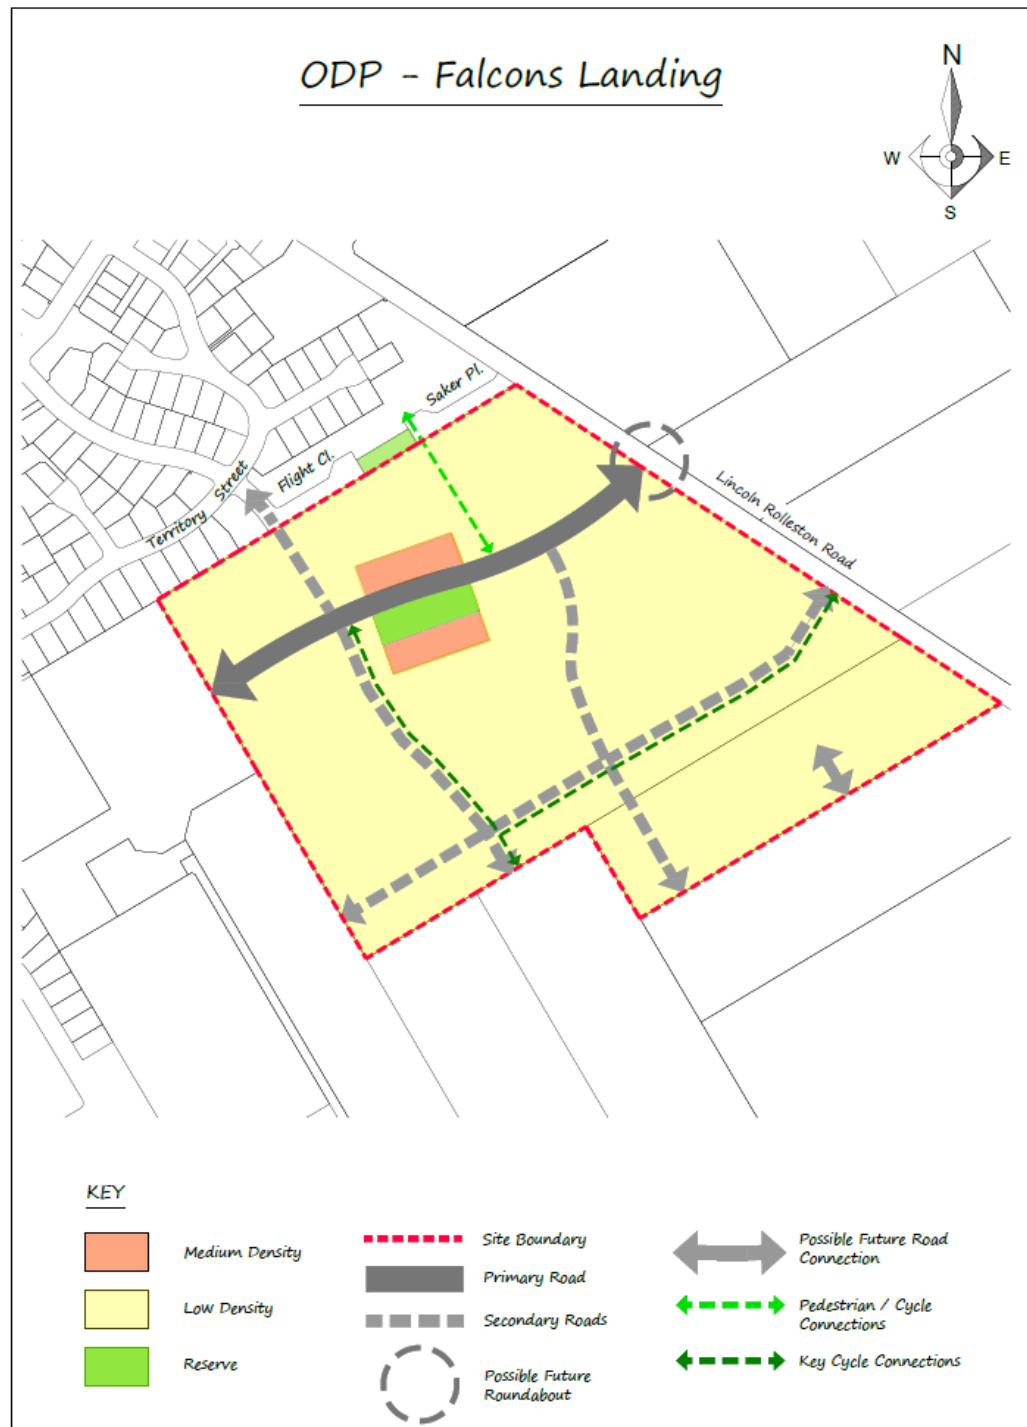 ODP - Falcons Landing
N
W
E
S
Saker Pl.
Flight Cl.
Territory Street
Lincoln Rolleston Road
KEY
Medium Density
Low Density
Reserve
Site Boundary
Primary Road
Secondary Roads
Possible Future
Roundabout
Possible Future Road
Connection
Pedestrian / Cycle
Connections
Key Cycle Connections